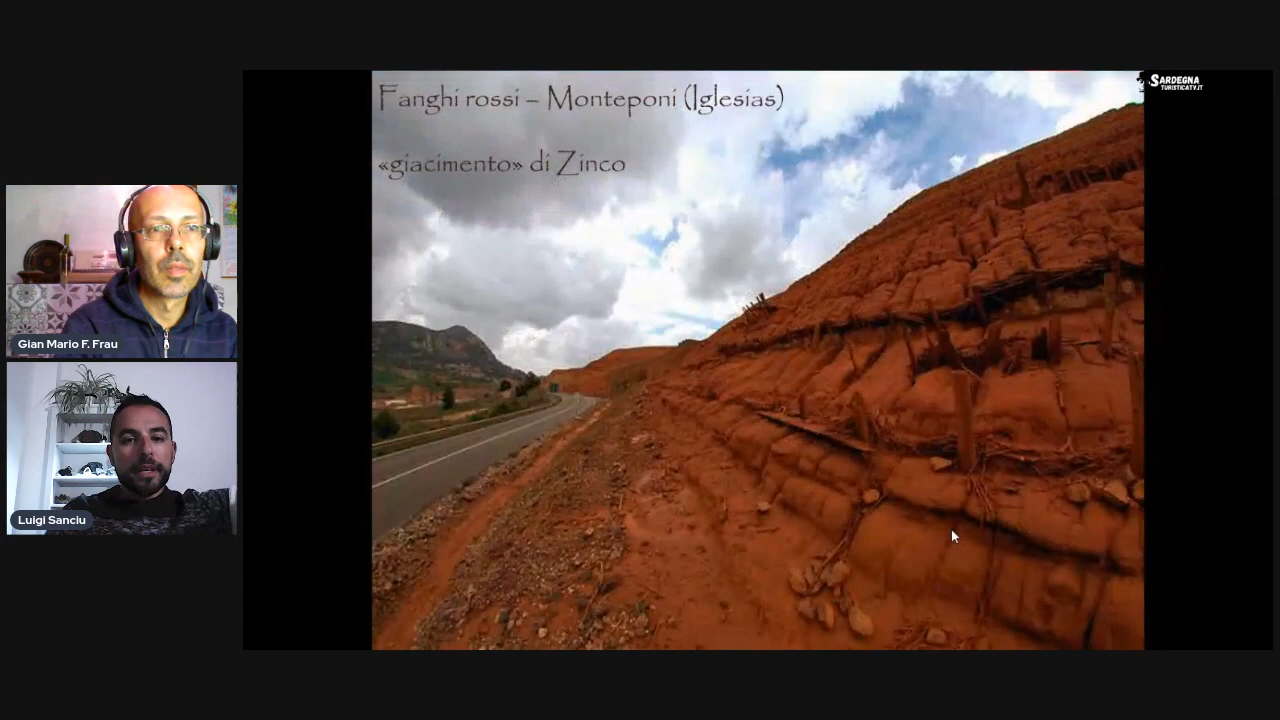 Fanghi rossi – Monteponi (Iglesias)
«giacimento» di Zinco
SARDEGNA
TURISTICATV.IT
Gian Mario F. Frau
Luigi Sanciu